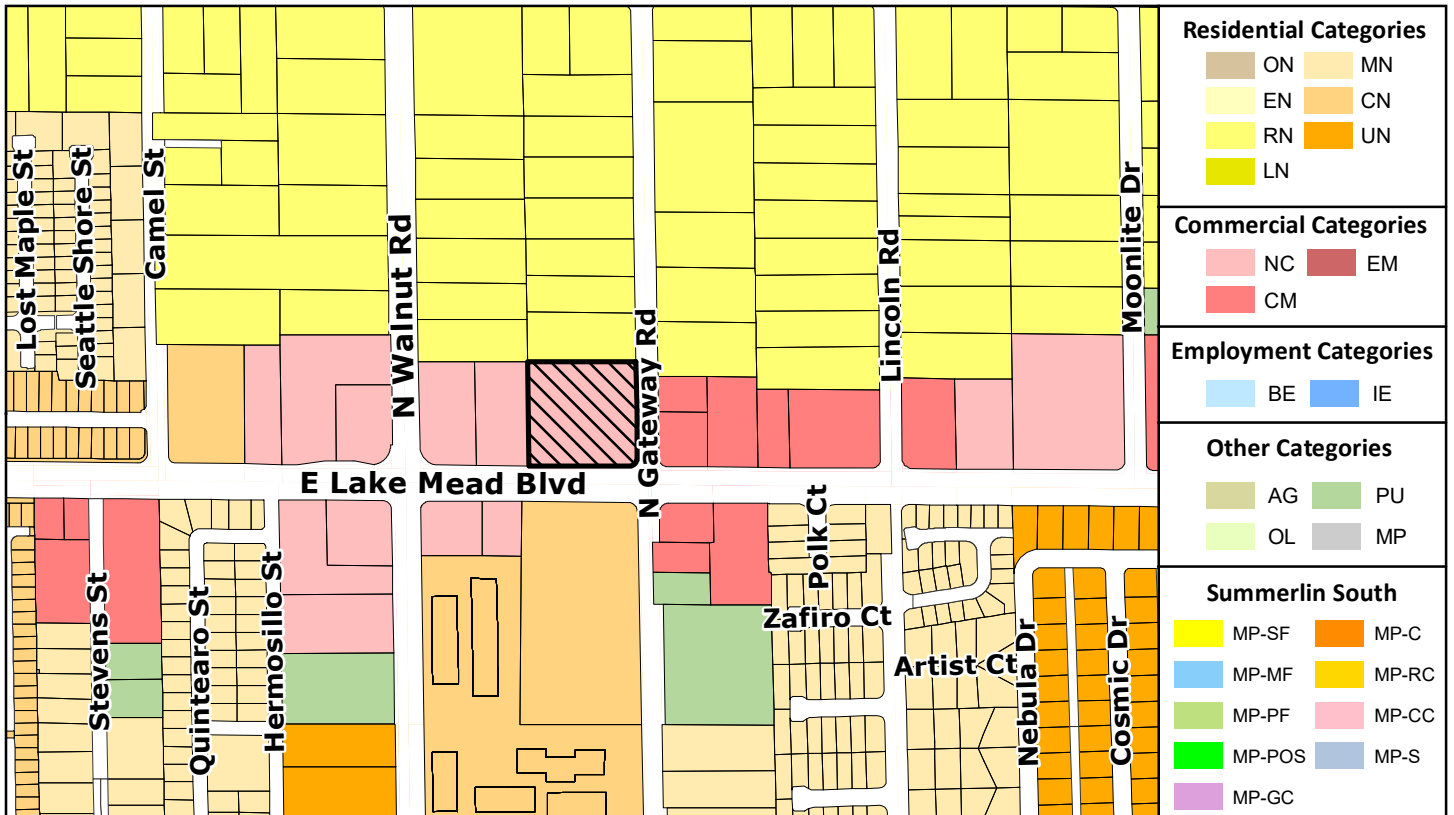 Lost Maple St
Seattle Shore St
Camel St
N Walnut Rd
N Gateway Rd
Lincoln Rd
Moonlite Dr
E Lake Mead Blvd
Stevens St
Quintearo St
Hermosillo St
Polk Ct
Zafiro Ct
Artist Ct
Nebula Dr
Cosmic Dr
Residential Categories
ON MN
EN CN
RN UN
LN
Commercial Categories
NC EM
CM
Employment Categories
BE IE
Other Categories
AG PU
OL MP
Summerlin South
MP-SF MP-C
MP-MF MP-RC
MP-PF MP-CC
MP-POS MP-S
MP-GC